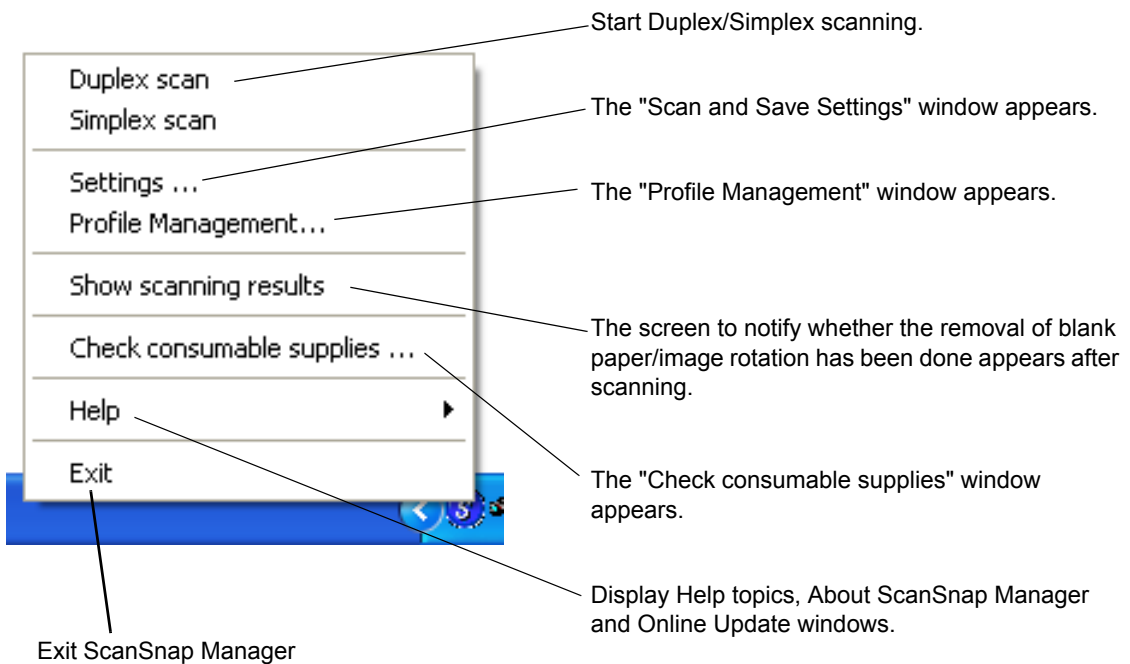 Start Duplex/Simplex scanning.
Duplex scan
Simplex scan
The "Scan and Save Settings" window appears.
Settings ...
The "Profile Management" window appears.
Profile Management...
Show scanning results
The screen to notify whether the removal of blank
paper/image rotation has been done appears after
scanning.
Check consumable supplies ...
Help
Exit
The "Check consumable supplies" window
appears.
S
Display Help topics, About ScanSnap Manager
and Online Update windows.
Exit ScanSnap Manager